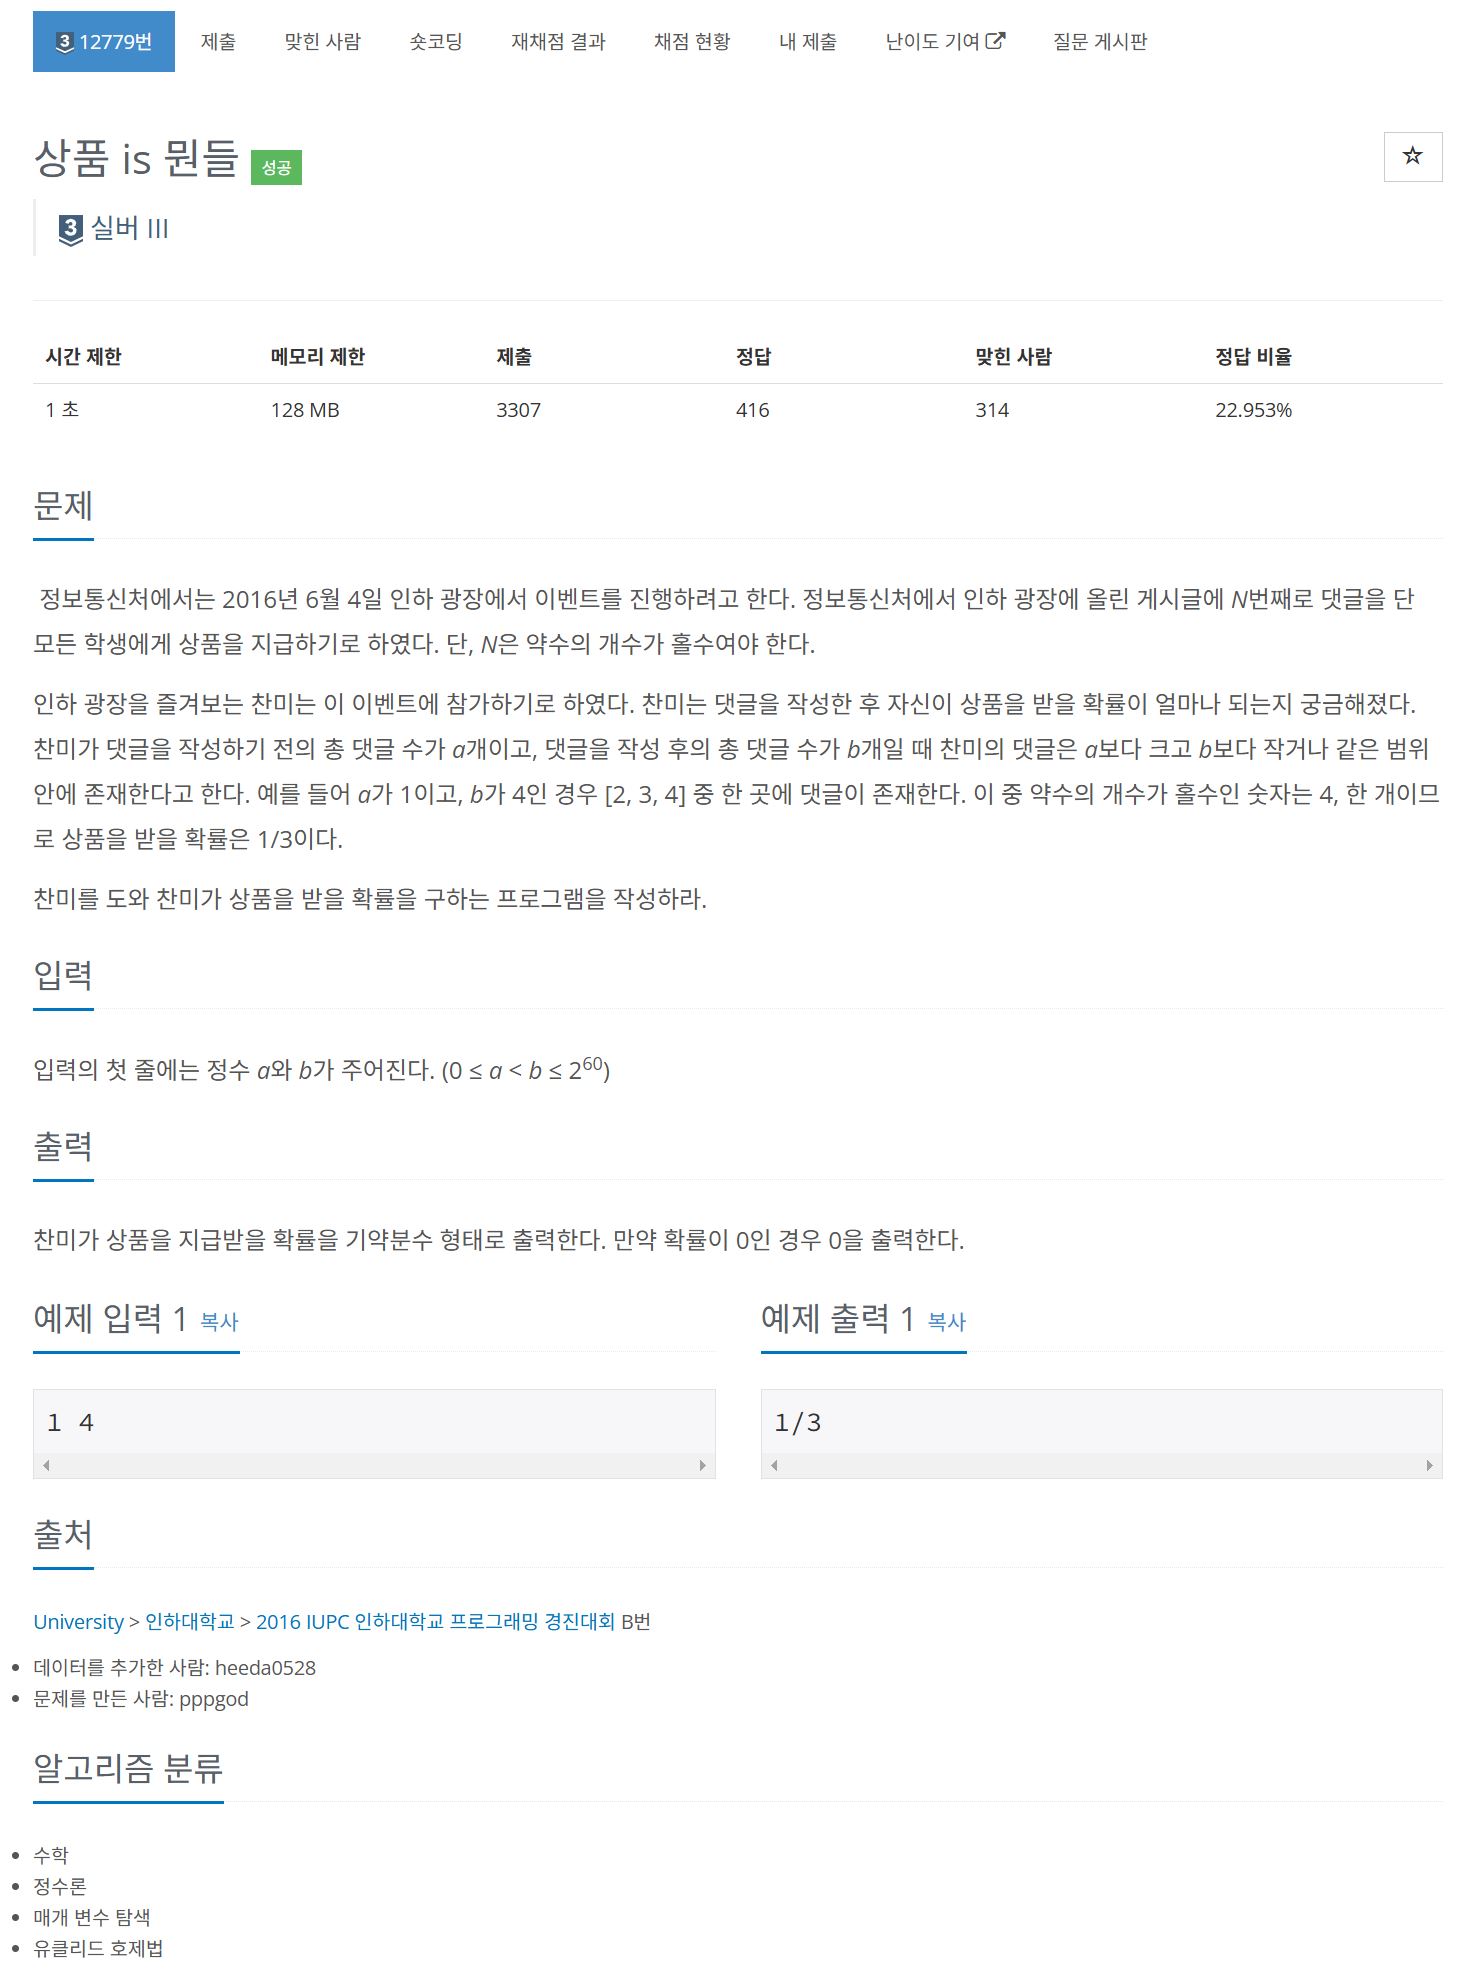 3 12779번 제출 맞힌 사람 숏코딩 재채점 결과 채점 현황 내 제출 난이도 기여 질문 게시판
상품 is 뭔들 성공
3 실버 III
시간 제한 메모리 제한 제출 정답 맞힌 사람 정답 비율
1 초 128 MB 3307 416 314 22.953%
문제
정보통신처에서는 2016년 6월 4일 인하 광장에서 이벤트를 진행하려고 한다. 정보통신처에서 인하 광장에 올린 게시글에 N번째로 댓글을 단
모든 학생에게 상품을 지급하기로 하였다. 단, N은 약수의 개수가 홀수여야 한다.
인하 광장을 즐겨보는 찬미는 이 이벤트에 참가하기로 하였다. 찬미는 댓글을 작성한 후 자신이 상품을 받을 확률이 얼마나 되는지 궁금해졌다.
찬미가 댓글을 작성하기 전의 총 댓글 수가 a개이고, 댓글을 작성 후의 총 댓글 수가 b개일 때 찬미의 댓글은 a보다 크고 b보다 작거나 같은 범위
안에 존재한다고 한다. 예를 들어 a가 1이고, b가 4인 경우 [2, 3, 4] 중 한 곳에 댓글이 존재한다. 이 중 약수의 개수가 홀수인 숫자는 4, 한 개이므
로 상품을 받을 확률은 1/3이다.
찬미를 도와 찬미가 상품을 받을 확률을 구하는 프로그램을 작성하라.
입력
입력의 첫 줄에는 정수 a와 b가 주어진다. (0 ≤ a < b ≤ 2^60)
출력
찬미가 상품을 지급받을 확률을 기약분수 형태로 출력한다. 만약 확률이 0인 경우 0을 출력한다.
예제 입력 1 복사
1 4
예제 출력 1 복사
1/3
출처
University > 인하대학교 > 2016 IUPC 인하대학교 프로그래밍 경진대회 B번
데이터를 추가한 사람: heeda0528
문제를 만든 사람: pppgod
알고리즘 분류
수학
정수론
매개 변수 탐색
유클리드 호제법